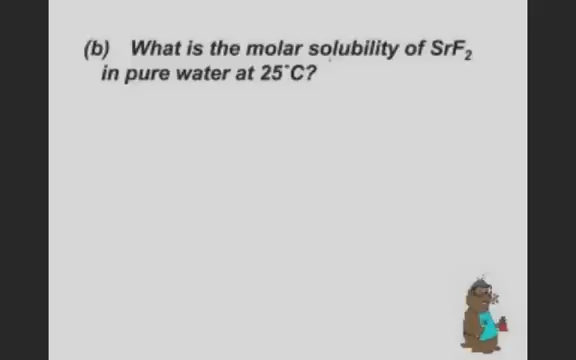 (b) What is the molar solubility of SrF₂
in pure water at 25˚C?